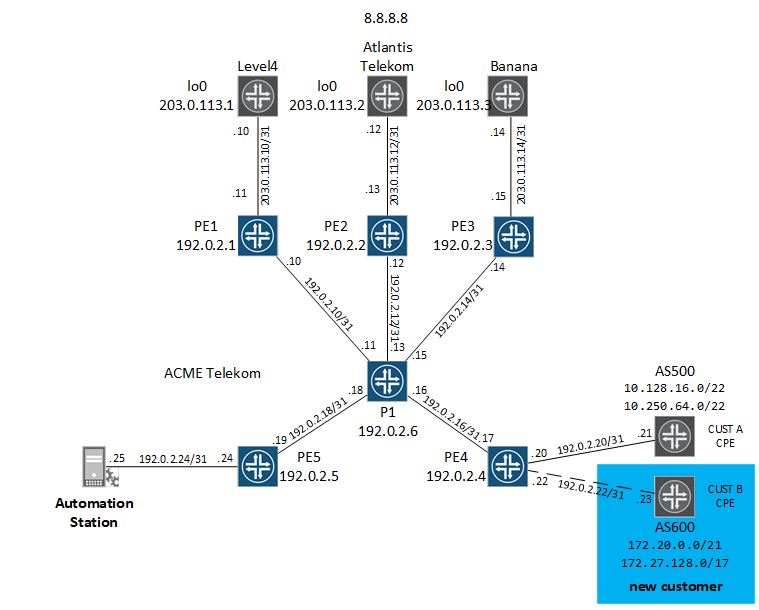 8.8.8.8
Atlantis
Telekom
Level4
Banana
lo0
203.0.113.1
lo0
203.0.113.2
lo0
203.0.113.3
.10
.12
.14
203.0.113.10/31
203.0.113.12/31
203.0.113.14/31
.11
.13
.15
PE1
192.0.2.1
PE2
192.0.2.2
PE3
192.0.2.3
.10
.12
.14
192.0.2.10/31
192.0.2.12/31
192.0.2.14/31
.11
.13
.15
ACME Telekom
.18
.16
P1
192.0.2.6
192.0.2.18/31
192.0.2.16/31
.19
.17
AS500
10.128.16.0/22
10.250.64.0/22
.25
192.0.2.24/31
.24
PE5
192.0.2.5
PE4
192.0.2.4
.20
192.0.2.20/31
.21
CUST A
CPE
.22
192.0.2.22/31
.23
CUST B
CPE
Automation
Station
AS600
172.20.0.0/21
172.27.128.0/17
new customer